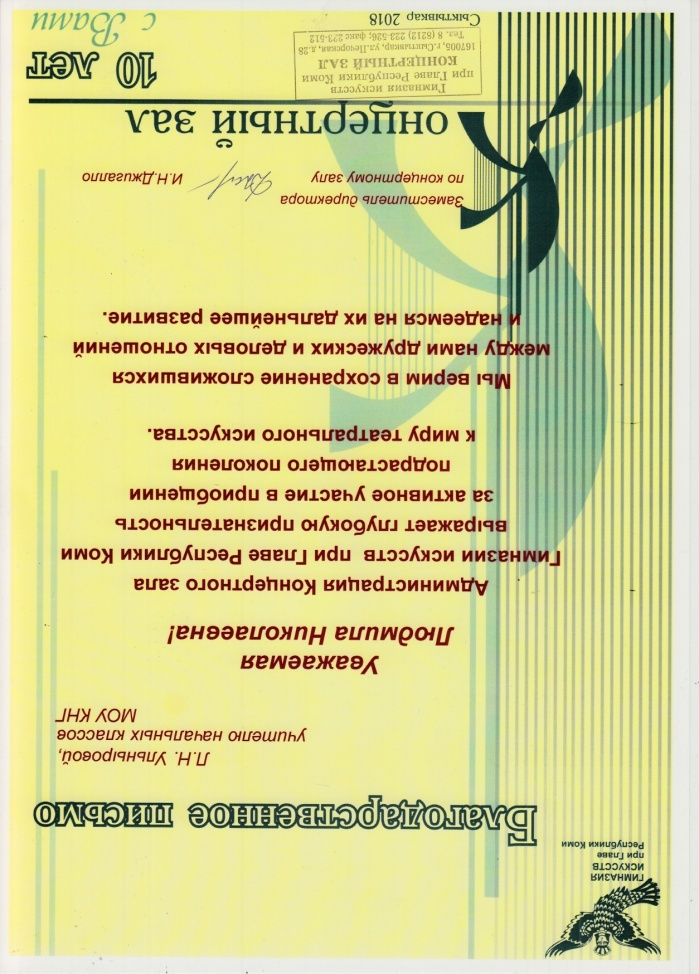 ГИМНАЗИЯ
ИСКУССТВ
при Главе
Республики Коми
Благодарственное письмо
Л.Н. Ульныровой,
учителю начальных классов
МОУ КНГ
Уважаемая
Людмила Николаевна!
Администрация Концертного зала
Гимназии искусств при Главе Республики Коми
выражает глубокую признательность
за активное участие в приобщении
подрастающего поколения
к миру театрального искусства.
Мы верим в сохранение сложившихся
между нами дружеских и деловых отношений
и надеемся на их дальнейшее развитие.
Заместитель директора
по концертному залу И.Н.Джигалло
Концертный зал
Гимназия искусств
при Главе Республики Коми
КОНЦЕРТНЫЙ ЗАЛ
167005, г.Сыктывкар, ул.Печорская, д.28
Тел. 8 (8212) 223-526; факс 223-512
10 лет
с Вами
Сыктывкар 2018